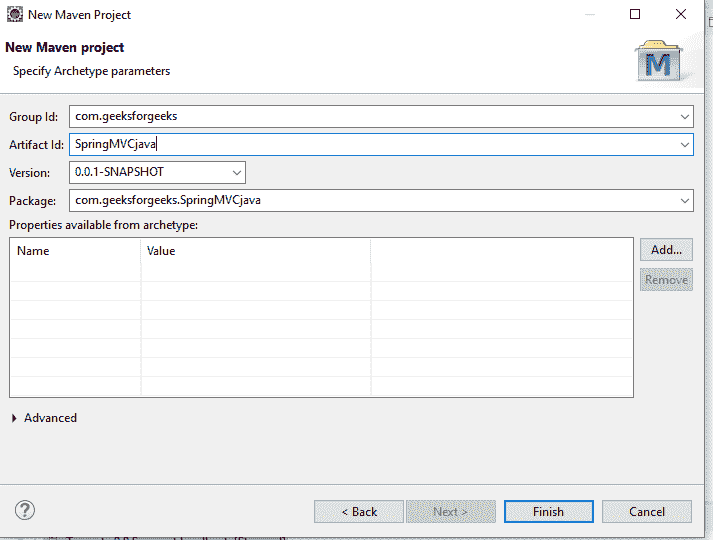 New Maven Project
New Maven project
Specify Archetype parameters
M
Group Id: com.geeksforgeeks
Artifact Id: SpringMVCjava
Version: 0.0.1-SNAPSHOT
Package: com.geeksforgeeks.SpringMVCjava
Properties available from archetype:
Name Value
Add...
Remove
Advanced
? < Back Next > Finish Cancel